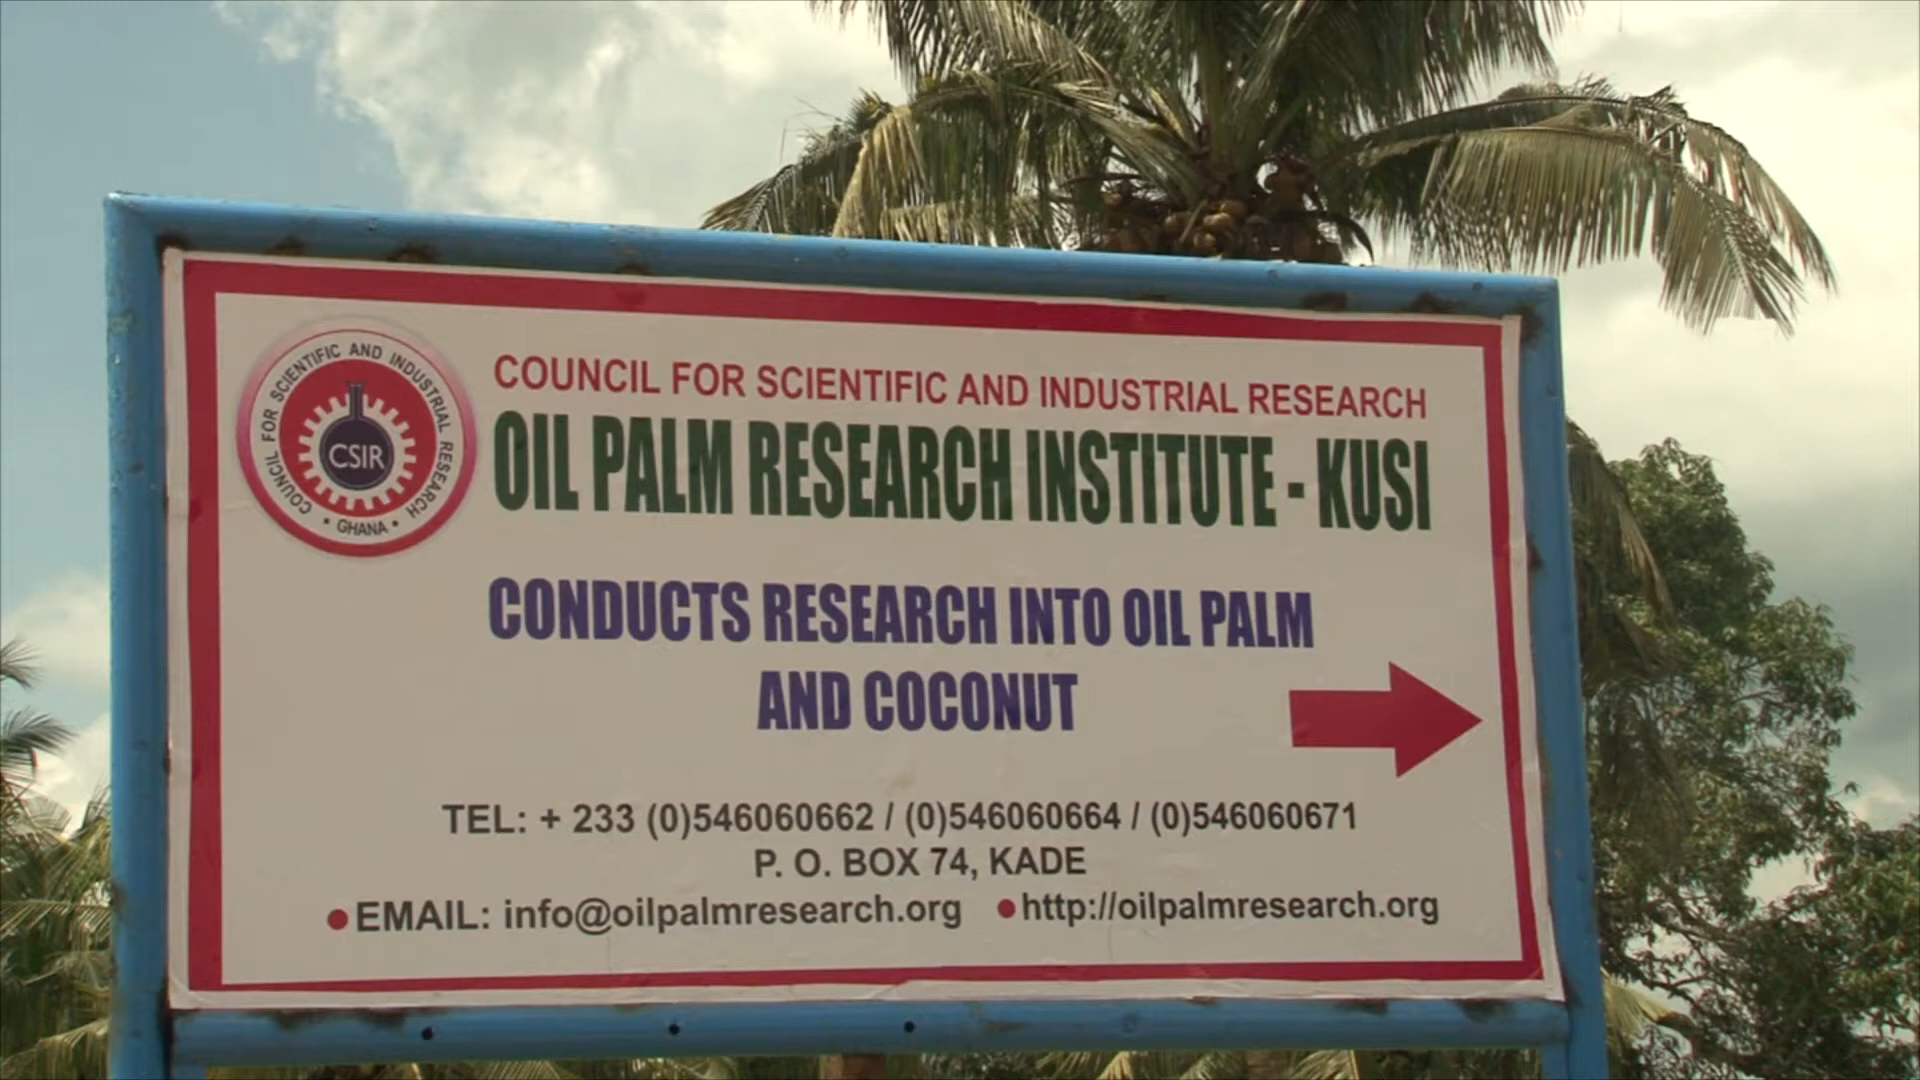 COUNCIL FOR SCIENTIFIC AND INDUSTRIAL RESEARCH
• GHANA •
CSIR
COUNCIL FOR SCIENTIFIC AND INDUSTRIAL RESEARCH
OIL PALM RESEARCH INSTITUTE - KUSI
CONDUCTS RESEARCH INTO OIL PALM
AND COCONUT
TEL: + 233 (0)546060662 / (0)546060664 / (0)546060671
P. O. BOX 74, KADE
•EMAIL: info@oilpalmresearch.org •http://oilpalmresearch.org